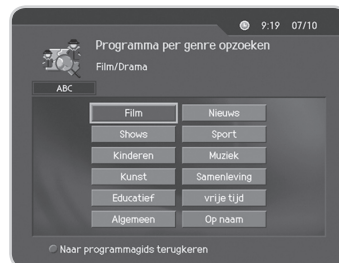 9:19 07/10
Programma per genre opzoeken
Film/Drama
ABC
Film Nieuws
Shows Sport
Kinderen Muziek
Kunst Samenleving
Educatief vrije tijd
Algemeen Op naam
Naar programmagids terugkeren